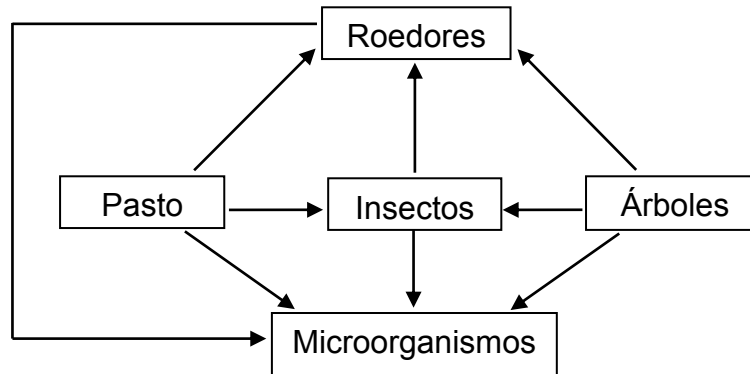 Roedores
Pasto
Insectos
Árboles
Microorganismos